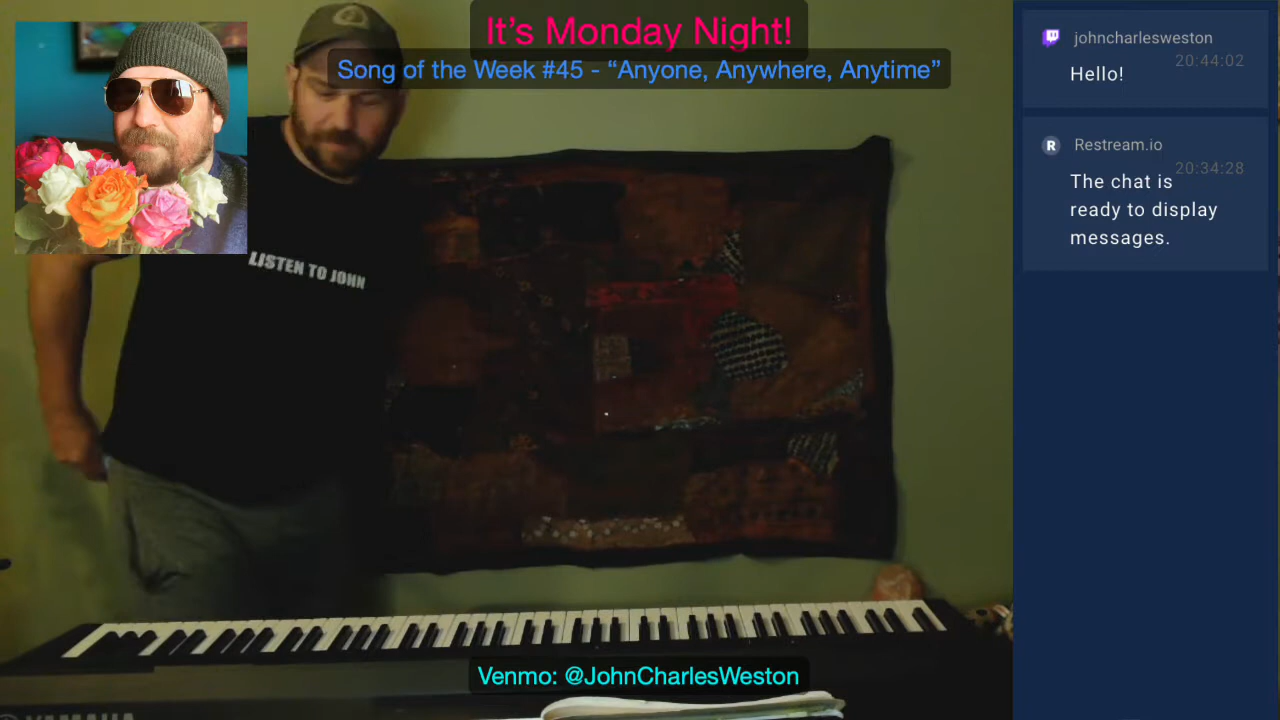 It's Monday Night!
Song of the Week #45 - “Anyone, Anywhere, Anytime”
LISTEN TO JOHN
Venmo: @JohnCharlesWeston
YAMAHA
johncharlesweston
20:44:02
Hello!
R
Restream.io
20:34:28
The chat is
ready to display
messages.